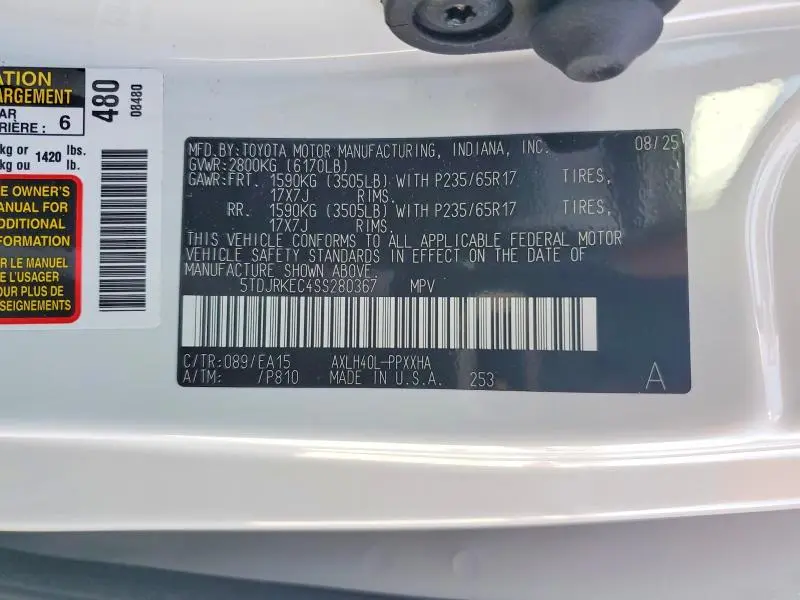 ATION
ARGEMENT
AR
RIÈRE : 6
kg or 1420 lbs.
kg ou lb.
E OWNER'S
ANUAL FOR
DDITIONAL
FORMATION
R LE MANUEL
E L'USAGER
OUR PLUS DE
SEIGNEMENTS
480
08480
MFD. BY: TOYOTA MOTOR MANUFACTURING, INDIANA, INC. 08/25
GVWR: 2800KG (6170LB)
GAWR: FRT. 1590KG (3505LB) WITH P235/65R17 TIRES,
17X7J RIMS.
RR. 1590KG (3505LB) WITH P235/65R17 TIRES,
17X7J RIMS.
THIS VEHICLE CONFORMS TO ALL APPLICABLE FEDERAL MOTOR
VEHICLE SAFETY STANDARDS IN EFFECT ON THE DATE OF
MANUFACTURE SHOWN ABOVE.
5TDJRKEC4SS280367 MPV
C/TR: 089/EA15 AXLH40L-PPXXHA
A/TM: /P810 MADE IN U.S.A. 253 A